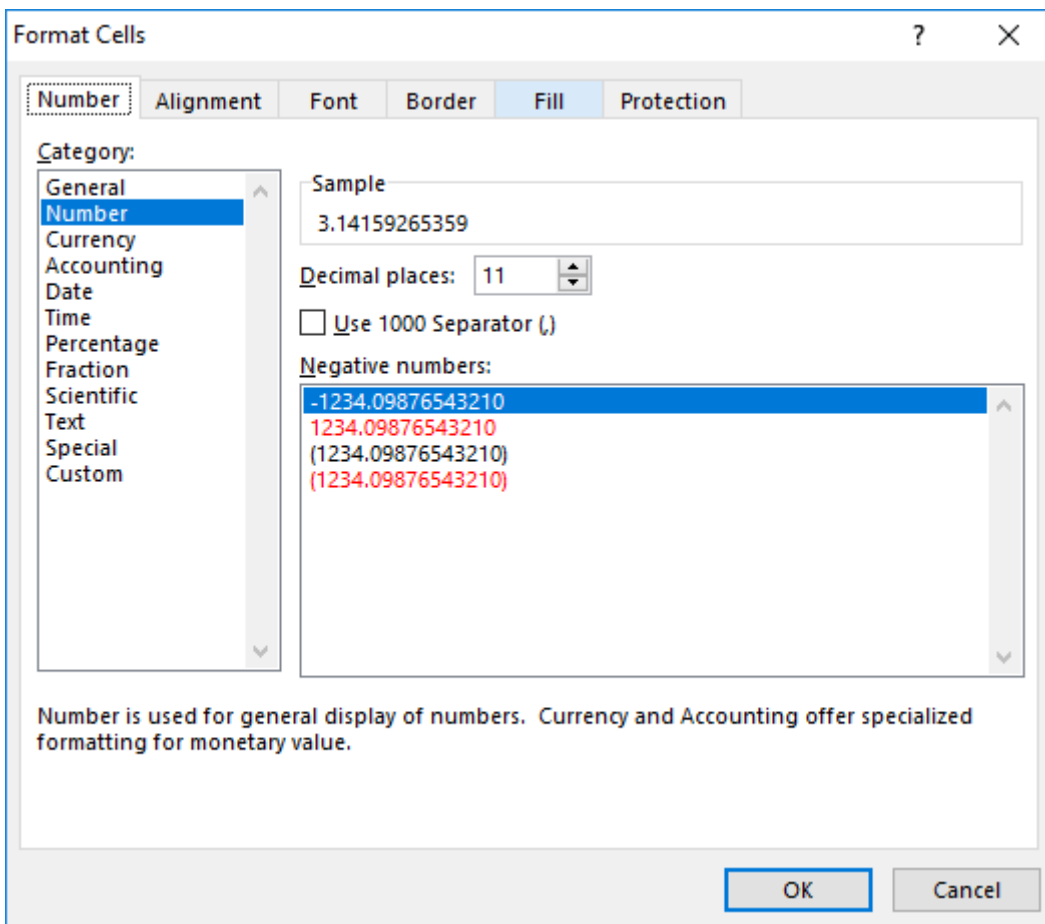 Format Cells ?
Number Alignment Font Border Fill Protection
Category:
General
Number
Currency
Accounting
Date
Time
Percentage
Fraction
Scientific
Text
Special
Custom
Sample
3.14159265359
Decimal places: 11
Use 1000 Separator (,)
Negative numbers:
-1234.09876543210
1234.09876543210
(1234.09876543210)
(1234.09876543210)
Number is used for general display of numbers.  Currency and Accounting offer specialized
formatting for monetary value.
OK Cancel